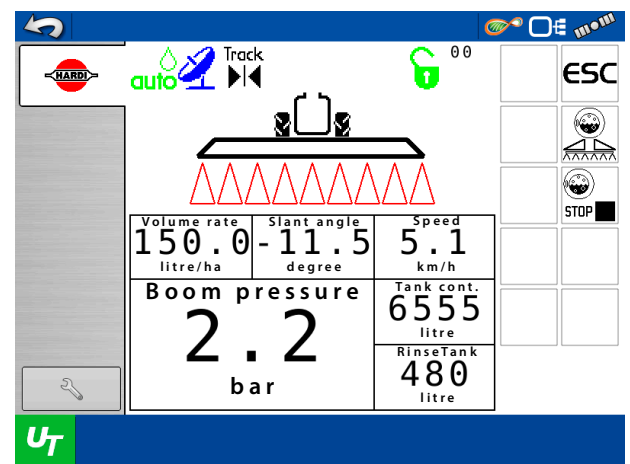 HARDI
auto
Track
00
ESC
STOP
Volume rate
150.0
litre/ha
Slant angle
-11.5
degree
Speed
5.1
km/h
Boom pressure
2.2
bar
Tank cont.
6555
litre
RinseTank
480
litre
UT